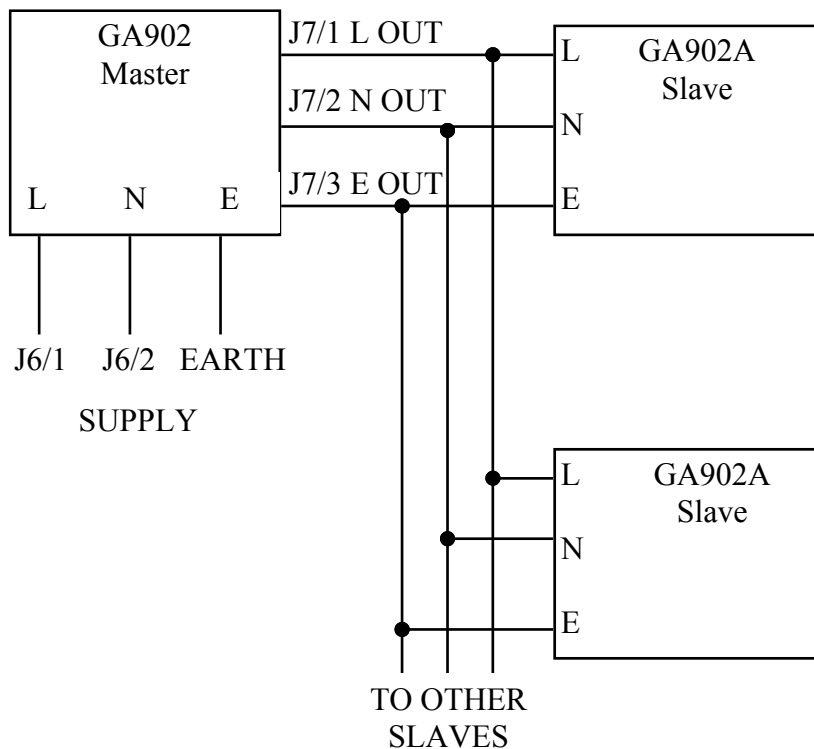 GA902
Master
J7/1 L OUT
J7/2 N OUT
J7/3 E OUT
L N E
J6/1 J6/2 EARTH
SUPPLY
L
N
E
GA902A
Slave
L
N
E
GA902A
Slave
TO OTHER
SLAVES